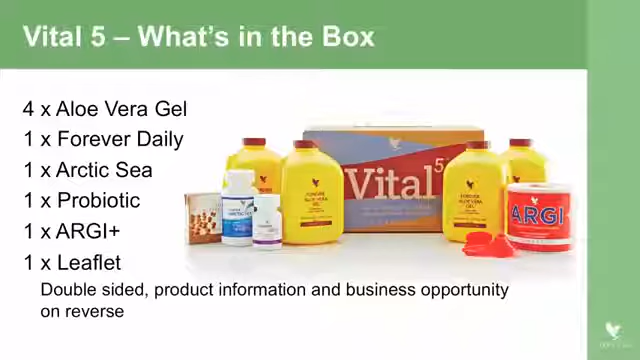 Vital 5 – What's in the Box
4 x Aloe Vera Gel
1 x Forever Daily
1 x Arctic Sea
1 x Probiotic
1 x ARGI+
1 x Leaflet
Double sided, product information and business opportunity
on reverse
Vital5
FOREVER
ALOE VERA
GEL
ALOE VERA
GEL
ARGI